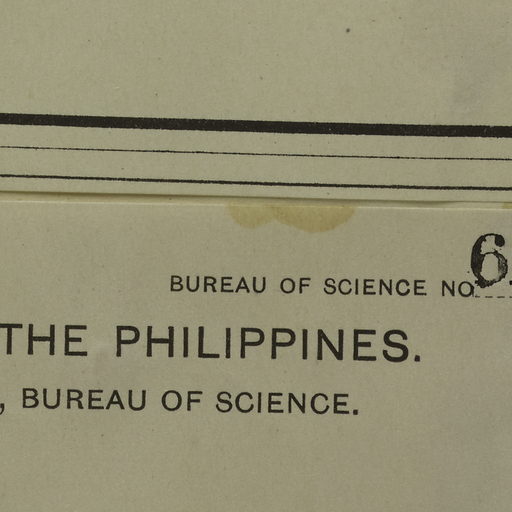 BUREAU OF SCIENCE NO. 6
THE PHILIPPINES.
, BUREAU OF SCIENCE.